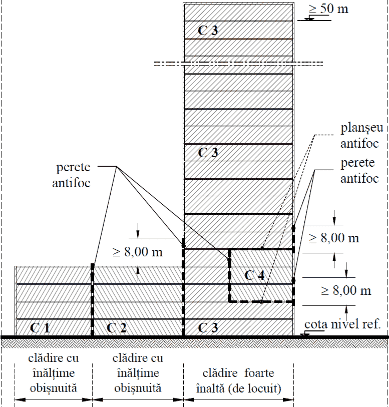 ≥ 50 m
C 3
C 3
planșeu
antifoc
perete
antifoc
perete
antifoc
≥ 8,00 m
≥ 8,00 m
C 4
≥ 8,00 m
C 1
C 2
C 3
cota nivel ref.
clădire cu
înălțime
obișnuită
clădire cu
înălțime
obișnuită
clădire foarte
înaltă (de locuit)